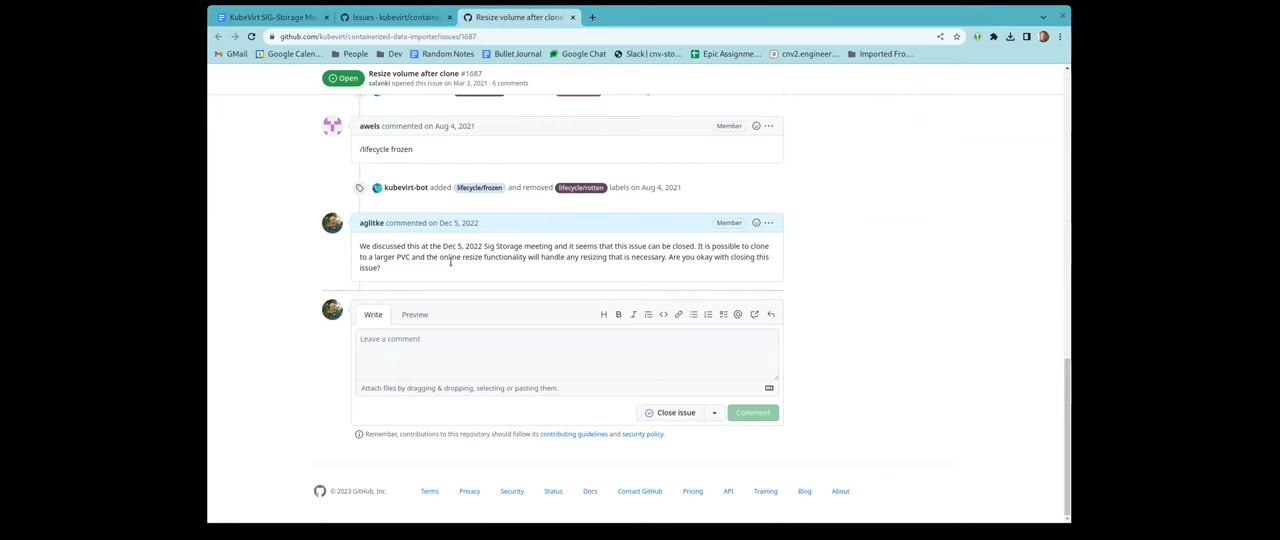 KubeVirt SIG-Storage Me
Issues · kubevirt/containe
Resize volume after clone
github.com/kubevirt/containerized-data-importer/issues/1687
GMail
Google Calen...
People
Dev
Random Notes
Bullet Journal
Google Chat
Slack | cnv-sto...
Epic Assignme...
cnv2.engineer...
Imported Fro...
Open
Resize volume after clone #1687
salanki opened this issue on Mar 3, 2021 · 6 comments
awels commented on Aug 4, 2021
Member
/lifecycle frozen
kubevirt-bot added lifecycle/frozen and removed lifecycle/rotten labels on Aug 4, 2021
aglitke commented on Dec 5, 2022
Member
We discussed this at the Dec 5, 2022 Sig Storage meeting and it seems that this issue can be closed. It is possible to clone
to a larger PVC and the online resize functionality will handle any resizing that is necessary. Are you okay with closing this
issue?
Write
Preview
Leave a comment
Attach files by dragging & dropping, selecting or pasting them.
Close issue
Comment
Remember, contributions to this repository should follow its contributing guidelines and security policy.
© 2023 GitHub, Inc.
Terms
Privacy
Security
Status
Docs
Contact GitHub
Pricing
API
Training
Blog
About